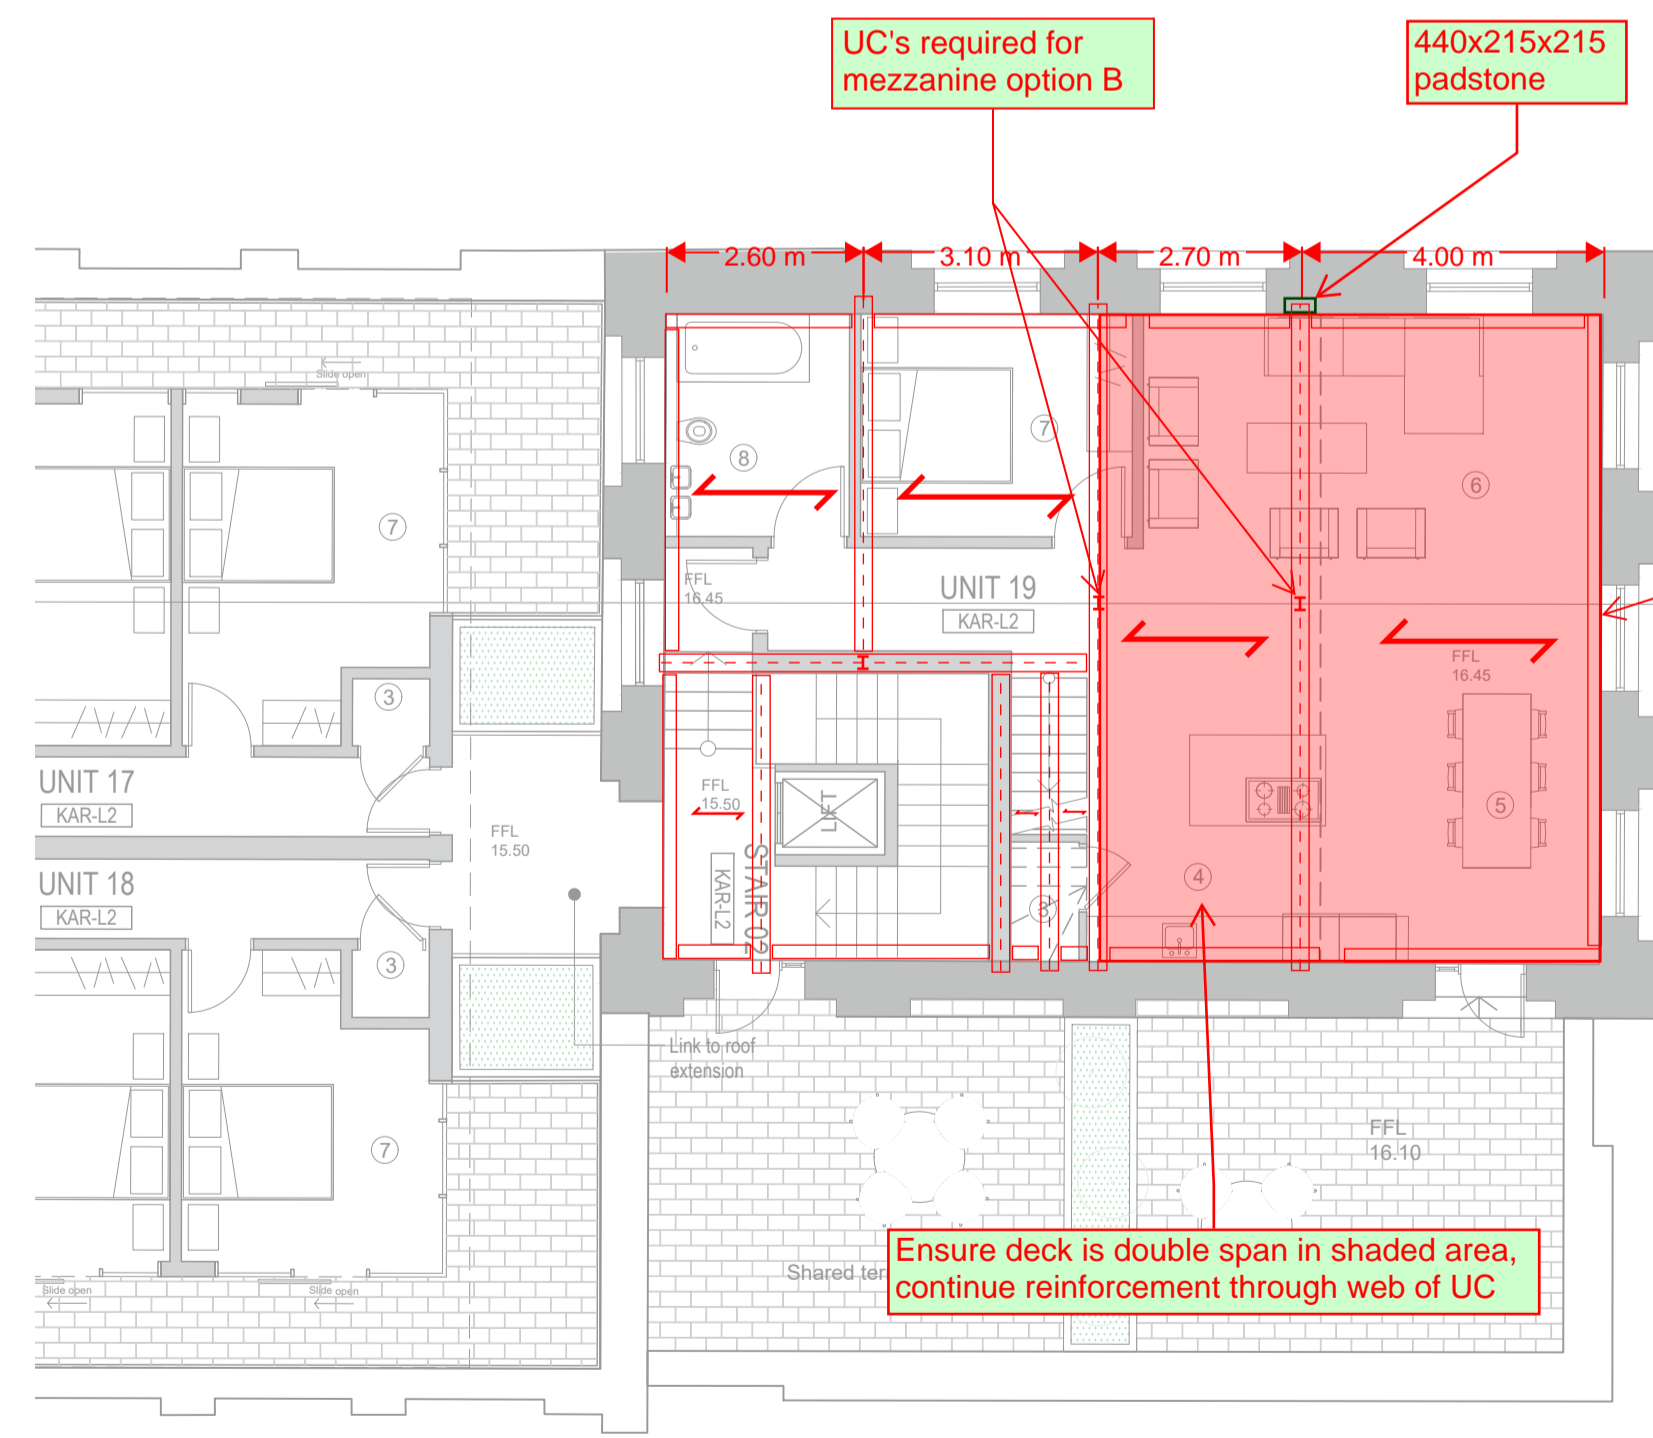 UC's required for
mezzanine option B
440x215x215
padstone
2.60 m
3.10 m
2.70 m
4.00 m
Slide open
8
7
7
6
FFL
16.45
UNIT 19
KAR-L2
FFL
16.45
3
UNIT 17
KAR-L2
FFL
15.50
FFL
15.50
LIFT
STAIR 02
KAR-L2
5
UNIT 18
KAR-L2
4
3
3
Link to roof
extension
FFL
16.10
7
Ensure deck is double span in shaded area,
continue reinforcement through web of UC
Shared ter
Slide open
Slide open